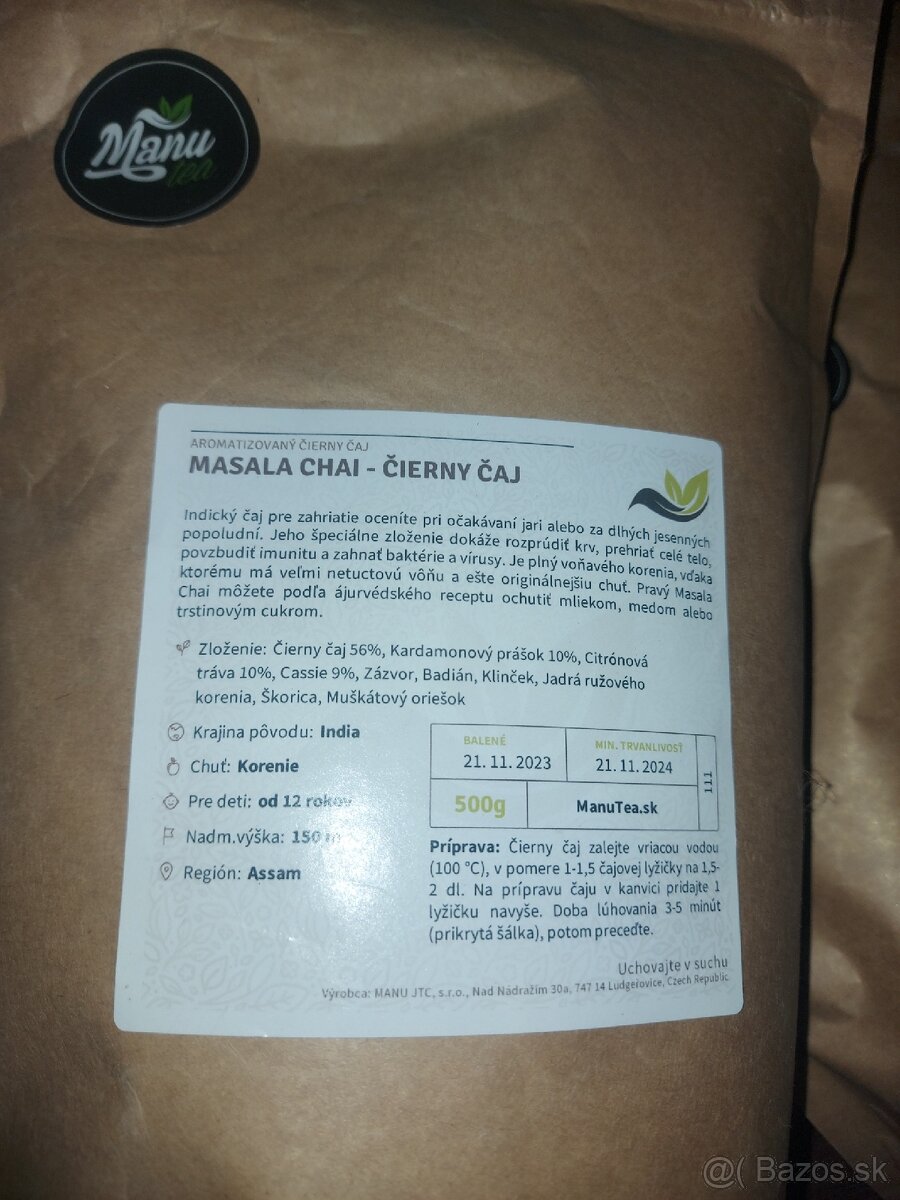 Manu
tea
AROMATIZOVANÝ ČIERNY ČAJ
MASALA CHAI - ČIERNY ČAJ
Indický čaj pre zahriatie oceníte pri očakávaní jari alebo za dlhých jesenných
popoludní. Jeho špeciálne zloženie dokáže rozprúdiť krv, prehriať celé telo,
povzbudiť imunitu a zahnať baktérie a vírusy. Je plný voňavého korenia, vďaka
ktorému má veľmi netuctovú vôňu a ešte originálnejšiu chuť. Pravý Masala
Chai môžete podľa ájurvédskeho receptu ochutiť mliekom, medom alebo
trstinovým cukrom.
Zloženie: Čierny čaj 56%, Kardamonový prášok 10%, Citrónová
tráva 10%, Cassie 9%, Zázvor, Badián, Klinček, Jadrá ružového
korenia, Škorica, Muškátový oriešok
Krajina pôvodu: India
Chuť: Korenie
Pre deti: od 12 rokov
Nadm.výška: 150 m
Región: Assam
BALENÉ
21. 11. 2023
MIN. TRVANLIVOSŤ
21. 11. 2024
111
500g
ManuTea.sk
Príprava: Čierny čaj zalejte vriacou vodou
(100 °C), v pomere 1-1,5 čajovej lyžičky na 1,5-
2 dl. Na prípravu čaju v kanvici pridajte 1
lyžičku navyše. Doba lúhovania 3-5 minút
(prikrytá šálka), potom preceďte.
Uchovajte v suchu
Výrobca: MANU JTC, s.r.o., Nad Nádražím 30a, 747 14 Ludgeřovice, Czech Republic
@( Bazos.sk